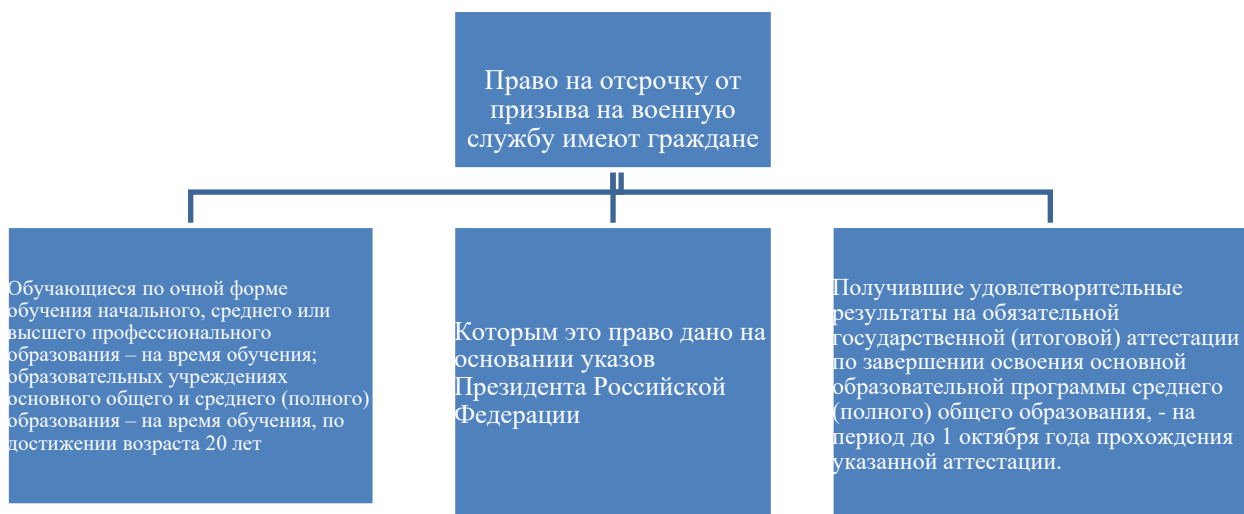 Право на отсрочку от
призыва на военную
службу имеют граждане
Обучающиеся по очной форме
обучения начального, среднего или
высшего профессионального
образования – на время обучения;
образовательных учреждениях
основного общего и среднего (полного)
образования – на время обучения, по
достижении возраста 20 лет
Которым это право дано на
основании указов
Президента Российской
Федерации
Получившие удовлетворительные
результаты на обязательной
государственной (итоговой) аттестации
по завершении освоения основной
образовательной программы среднего
(полного) общего образования, - на
период до 1 октября года прохождения
указанной аттестации.